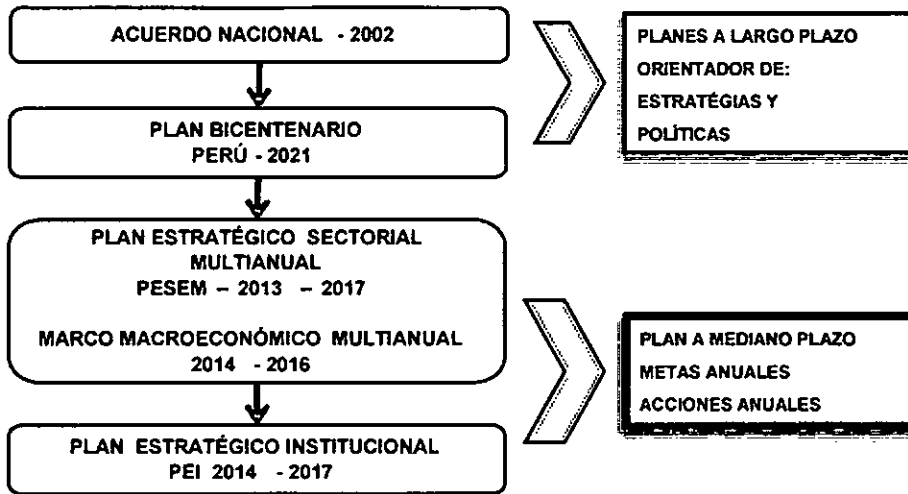 ACUERDO NACIONAL - 2002
PLANES A LARGO PLAZO
ORIENTADOR DE:
ESTRATÉGIAS Y
POLÍTICAS
PLAN BICENTENARIO
PERÚ - 2021
PLAN ESTRATÉGICO SECTORIAL
MULTIANUAL
PESEM – 2013 – 2017
MARCO MACROECONÓMICO MULTIANUAL
2014 - 2016
PLAN A MEDIANO PLAZO
METAS ANUALES
ACCIONES ANUALES
PLAN ESTRATÉGICO INSTITUCIONAL
PEI 2014 - 2017